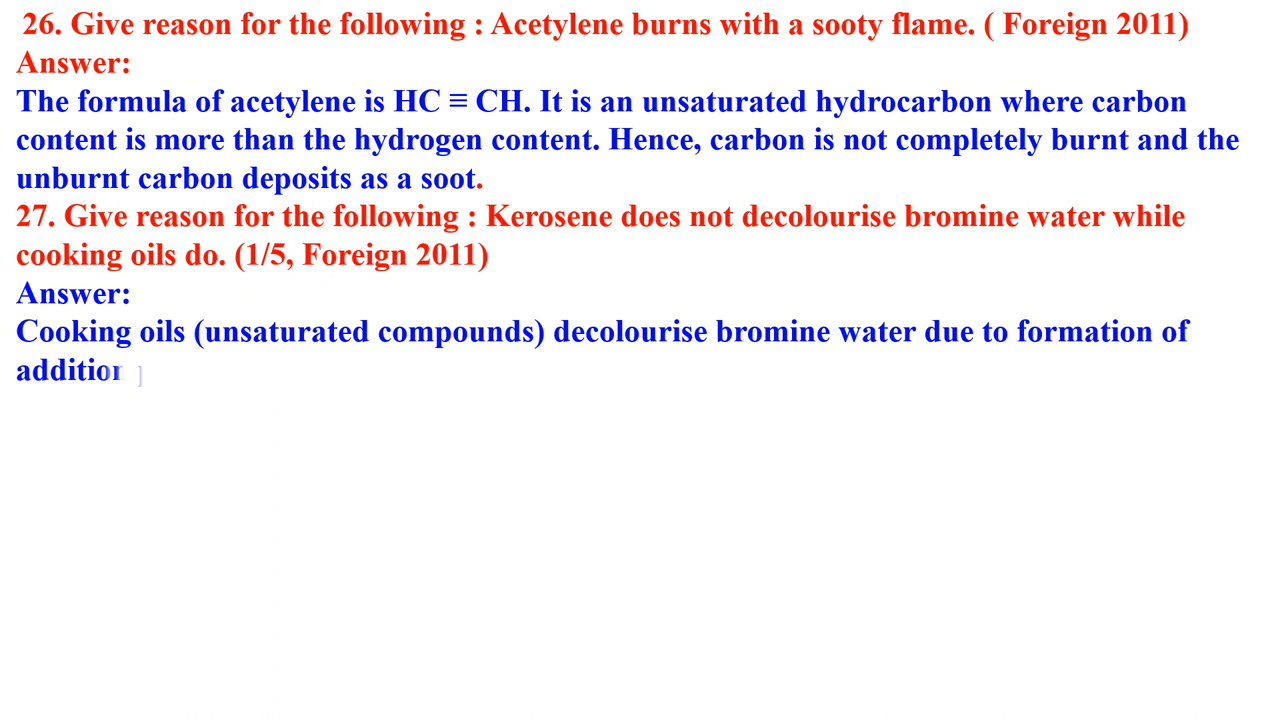 26. Give reason for the following : Acetylene burns with a sooty flame. ( Foreign 2011)
Answer:
The formula of acetylene is HC ≡ CH. It is an unsaturated hydrocarbon where carbon
content is more than the hydrogen content. Hence, carbon is not completely burnt and the
unburnt carbon deposits as a soot.
27. Give reason for the following : Kerosene does not decolourise bromine water while
cooking oils do. (1/5, Foreign 2011)
Answer:
Cooking oils (unsaturated compounds) decolourise bromine water due to formation of
addition